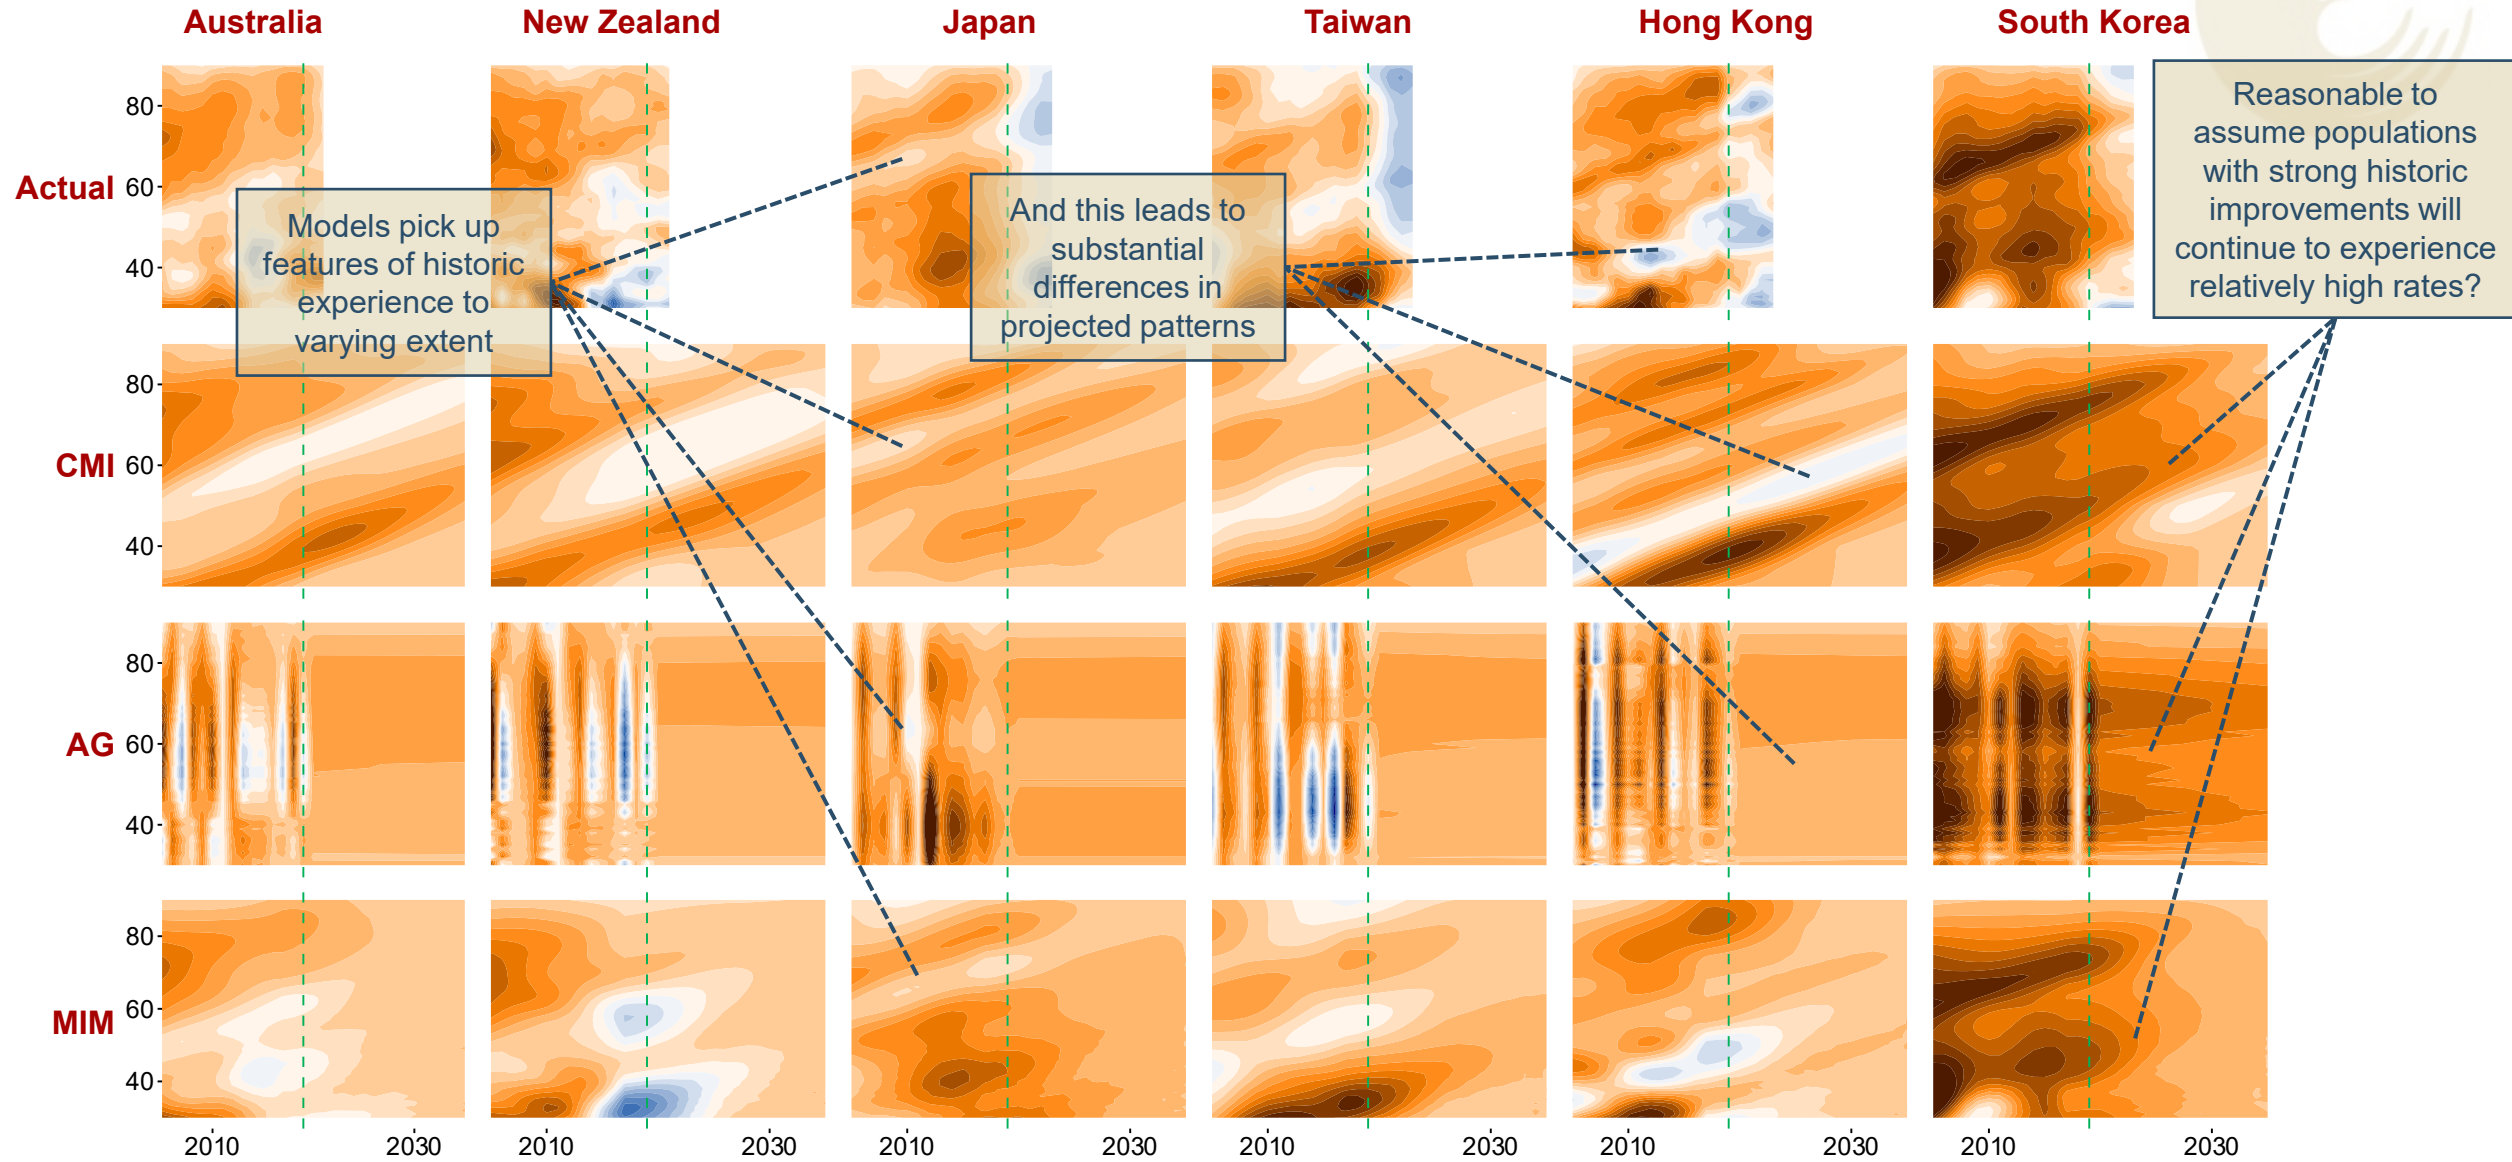 Australia
New Zealand
Japan
Taiwan
Hong Kong
South Korea
Actual
80
60
40
Models pick up
features of historic
experience to
varying extent
And this leads to
substantial
differences in
projected patterns
Reasonable to
assume populations
with strong historic
improvements will
continue to experience
relatively high rates?
CMI
80
60
40
AG
80
60
40
MIM
80
60
40
2010
2030
2010
2030
2010
2030
2010
2030
2010
2030
2010
2030